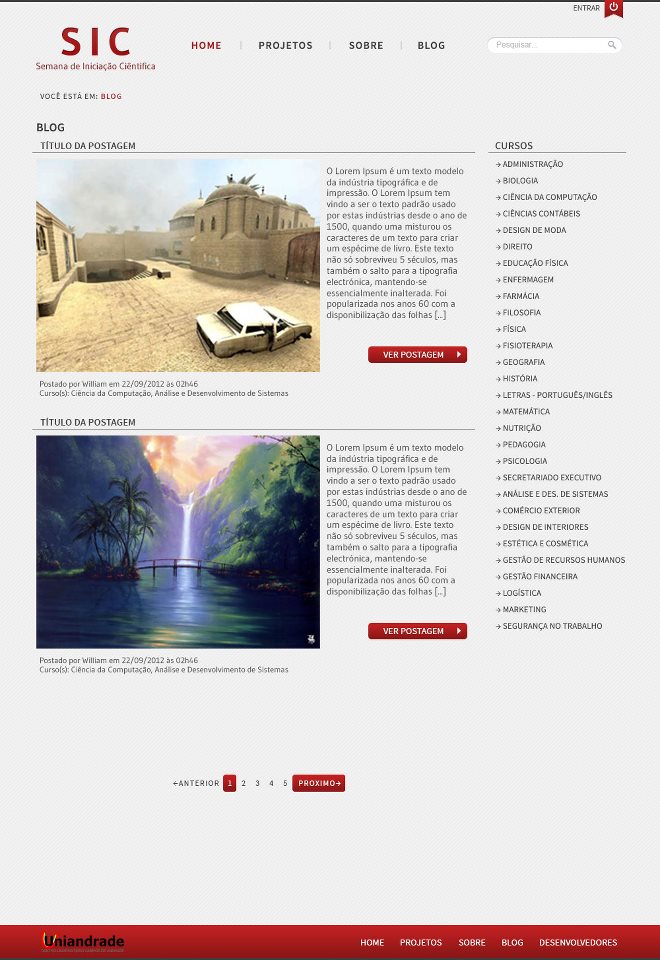 ENTRAR
SIC
Semana de Iniciação Ciêntifica
HOME
PROJETOS
SOBRE
BLOG
Pesquisar...
VOCÊ ESTÁ EM: BLOG
BLOG
TÍTULO DA POSTAGEM
O Lorem Ipsum é um texto modelo
da indústria tipográfica e de
impressão. O Lorem Ipsum tem
vindo a ser o texto padrão usado
por estas indústrias desde o ano de
1500, quando uma misturou os
caracteres de um texto para criar
um espécime de livro. Este texto
não só sobreviveu 5 séculos, mas
também o salto para a tipografia
electrónica, mantendo-se
essencialmente inalterada. Foi
popularizada nos anos 60 com a
disponibilização das folhas [..]
VER POSTAGEM
Postado por William em 22/09/2012 às 02h46
Curso(s): Ciência da Computação, Análise e Desenvolvimento de Sistemas
TÍTULO DA POSTAGEM
O Lorem Ipsum é um texto modelo
da indústria tipográfica e de
impressão. O Lorem Ipsum tem
vindo a ser o texto padrão usado
por estas indústrias desde o ano de
1500, quando uma misturou os
caracteres de um texto para criar
um espécime de livro. Este texto
não só sobreviveu 5 séculos, mas
também o salto para a tipografia
electrónica, mantendo-se
essencialmente inalterada. Foi
popularizada nos anos 60 com a
disponibilização das folhas [..]
VER POSTAGEM
Postado por William em 22/09/2012 às 02h46
Curso(s): Ciência da Computação, Análise e Desenvolvimento de Sistemas
CURSOS
→ ADMINISTRAÇÃO
→ BIOLOGIA
→ CIÊNCIA DA COMPUTAÇÃO
→ CIÊNCIAS CONTÁBEIS
→ DESIGN DE MODA
→ DIREITO
→ EDUCAÇÃO FÍSICA
→ ENFERMAGEM
→ FARMÁCIA
→ FILOSOFIA
→ FÍSICA
→ FISIOTERAPIA
→ GEOGRAFIA
→ HISTÓRIA
→ LETRAS - PORTUGUÊS/INGLÊS
→ MATEMÁTICA
→ NUTRIÇÃO
→ PEDAGOGIA
→ PSICOLOGIA
→ SECRETARIADO EXECUTIVO
→ ANÁLISE E DES. DE SISTEMAS
→ COMÉRCIO EXTERIOR
→ DESIGN DE INTERIORES
→ ESTÉTICA E COSMÉTICA
→ GESTÃO DE RECURSOS HUMANOS
→ GESTÃO FINANCEIRA
→ LOGÍSTICA
→ MARKETING
→ SEGURANÇA NO TRABALHO
←ANTERIOR 1 2 3 4 5 PROXIMO→
Uniandrade
HOME
PROJETOS
SOBRE
BLOG
DESENVOLVEDORES